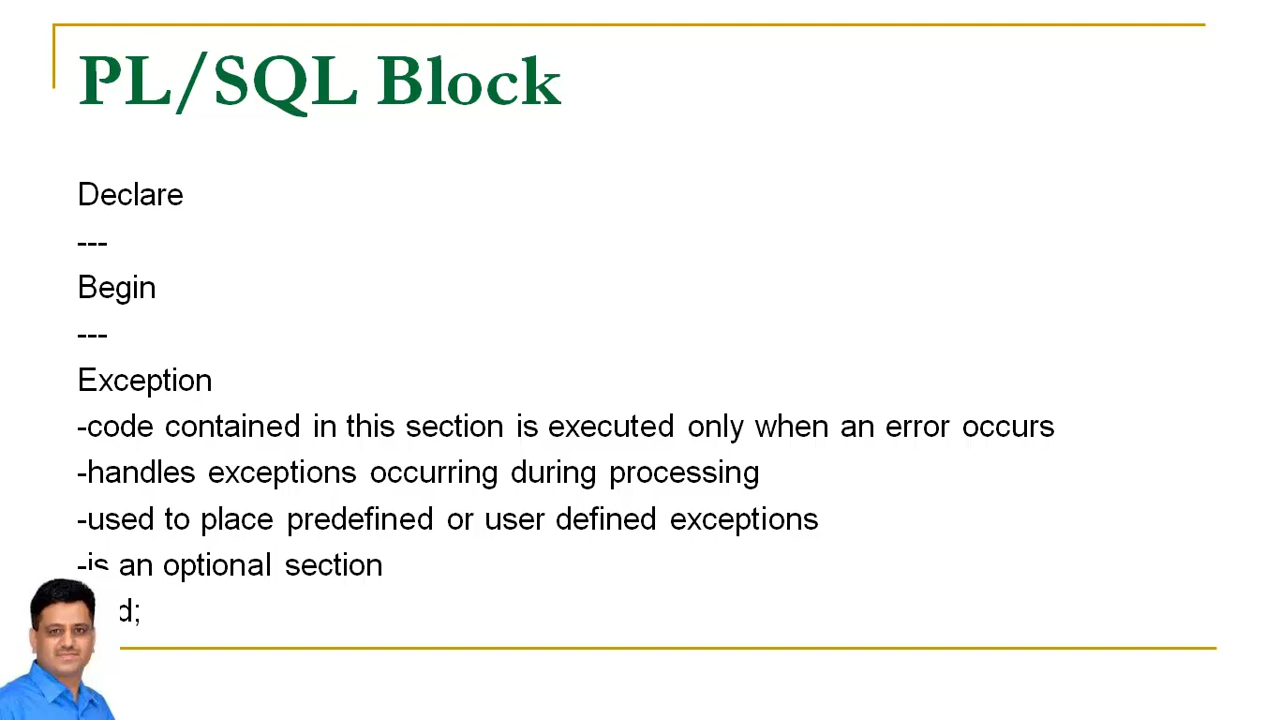 PL/SQL Block
Declare
---
Begin
---
Exception
-code contained in this section is executed only when an error occurs
-handles exceptions occurring during processing
-used to place predefined or user defined exceptions
-is an optional section
d;